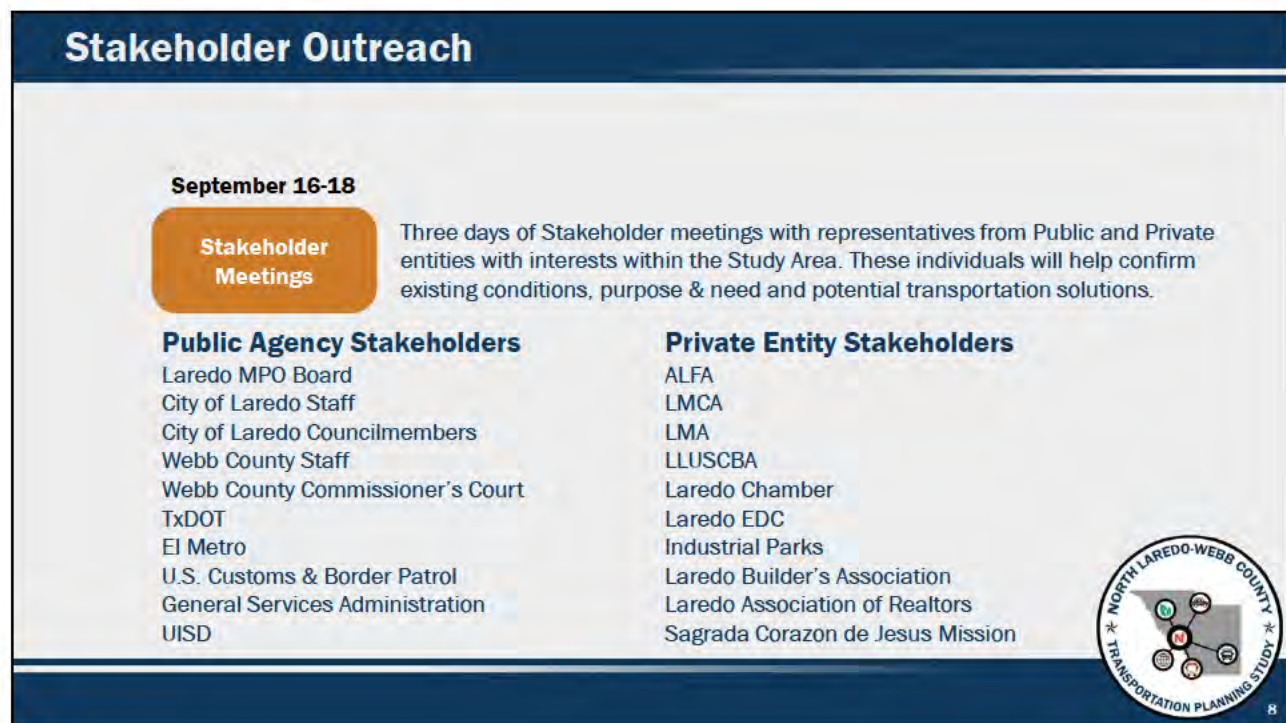 Stakeholder Outreach
September 16-18
Stakeholder
Meetings
Three days of Stakeholder meetings with representatives from Public and Private
entities with interests within the Study Area. These individuals will help confirm
existing conditions, purpose & need and potential transportation solutions.
Public Agency Stakeholders
Laredo MPO Board
City of Laredo Staff
City of Laredo Councilmembers
Webb County Staff
Webb County Commissioner's Court
TxDOT
El Metro
U.S. Customs & Border Patrol
General Services Administration
UISD
Private Entity Stakeholders
ALFA
LMCA
LMA
LLUSCBA
Laredo Chamber
Laredo EDC
Industrial Parks
Laredo Builder's Association
Laredo Association of Realtors
Sagrada Corazon de Jesus Mission
NORTH LAREDO-WEBB COUNTY
TRANSPORTATION PLANNING STUDY
N
8